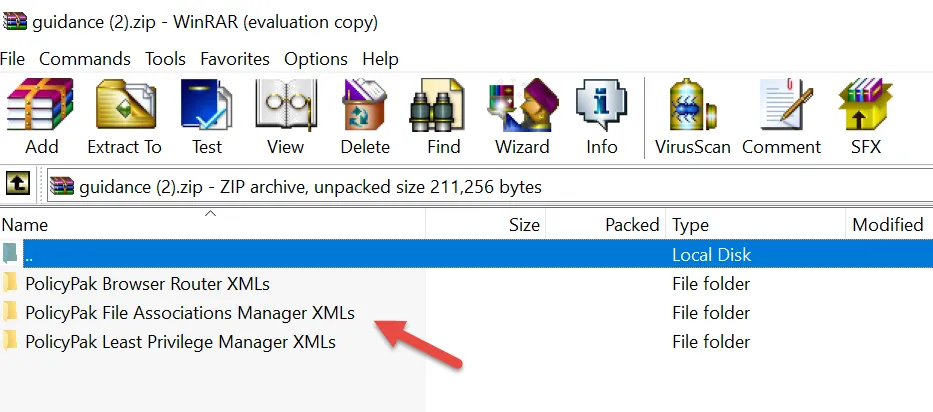 guidance (2).zip - WinRAR (evaluation copy)
File Commands Tools Favorites Options Help
Add Extract To Test View Delete Find Wizard Info VirusScan Comment SFX
guidance (2).zip - ZIP archive, unpacked size 211,256 bytes
Name Size Packed Type Modified
.. Local Disk
PolicyPak Browser Router XMLs File folder
PolicyPak File Associations Manager XMLs File folder
PolicyPak Least Privilege Manager XMLs File folder